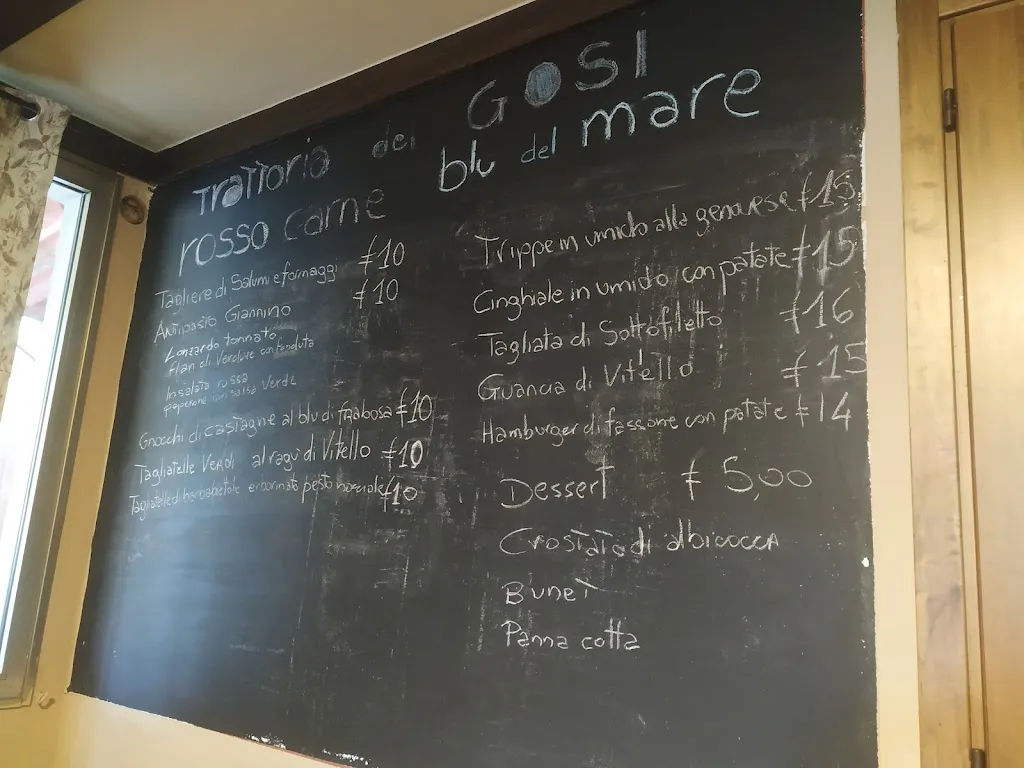 Trattoria dei GOSI
rosso carne
blu del mare
Tagliere di Salumi e formaggi €10
Antipasto Giannino €10
Lonzardo tonnato
Flan di Verdure con fonduta
Insalata russa
peperone con salsa verde
Gnocchi di castagne al blu di frabosa €10
Tagliatelle Verdi al ragù di Vitello €10
Tagliatelle di pesto €10
Trippe in umido alla genovese €15
Cinghiale in umido con patate €15
Tagliata di Sottofiletto €16
Guancia di Vitello €15
Hamburger di fassone con patate €14
Dessert € 5,00
Crostata di albicocca
Bunet
Panna cotta